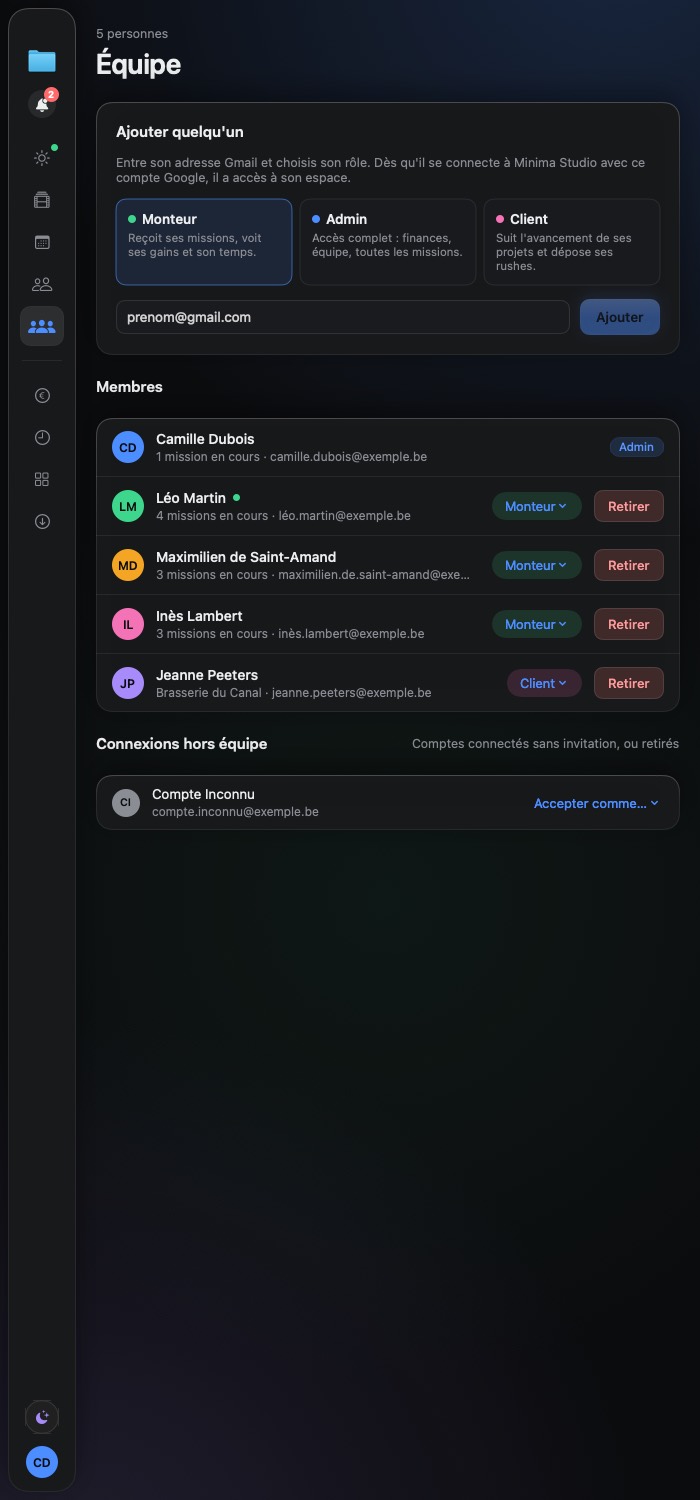 5 personnes
Équipe
2
Ajouter quelqu'un
Entre son adresse Gmail et choisis son rôle. Dès qu'il se connecte à Minima Studio avec ce
compte Google, il a accès à son espace.
Monteur
Reçoit ses missions, voit
ses gains et son temps.
Admin
Accès complet : finances,
équipe, toutes les missions.
Client
Suit l'avancement de ses
projets et dépose ses
rushes.
prenom@gmail.com
Ajouter
Membres
CD
Camille Dubois
1 mission en cours · camille.dubois@exemple.be
Admin
LM
Léo Martin
4 missions en cours · léo.martin@exemple.be
Monteur
Retirer
MD
Maximilien de Saint-Amand
3 missions en cours · maximilien.de.saint-amand@exe...
Monteur
Retirer
IL
Inès Lambert
3 missions en cours · inès.lambert@exemple.be
Monteur
Retirer
JP
Jeanne Peeters
Brasserie du Canal · jeanne.peeters@exemple.be
Client
Retirer
Connexions hors équipe
Comptes connectés sans invitation, ou retirés
CI
Compte Inconnu
compte.inconnu@exemple.be
Accepter comme...
CD